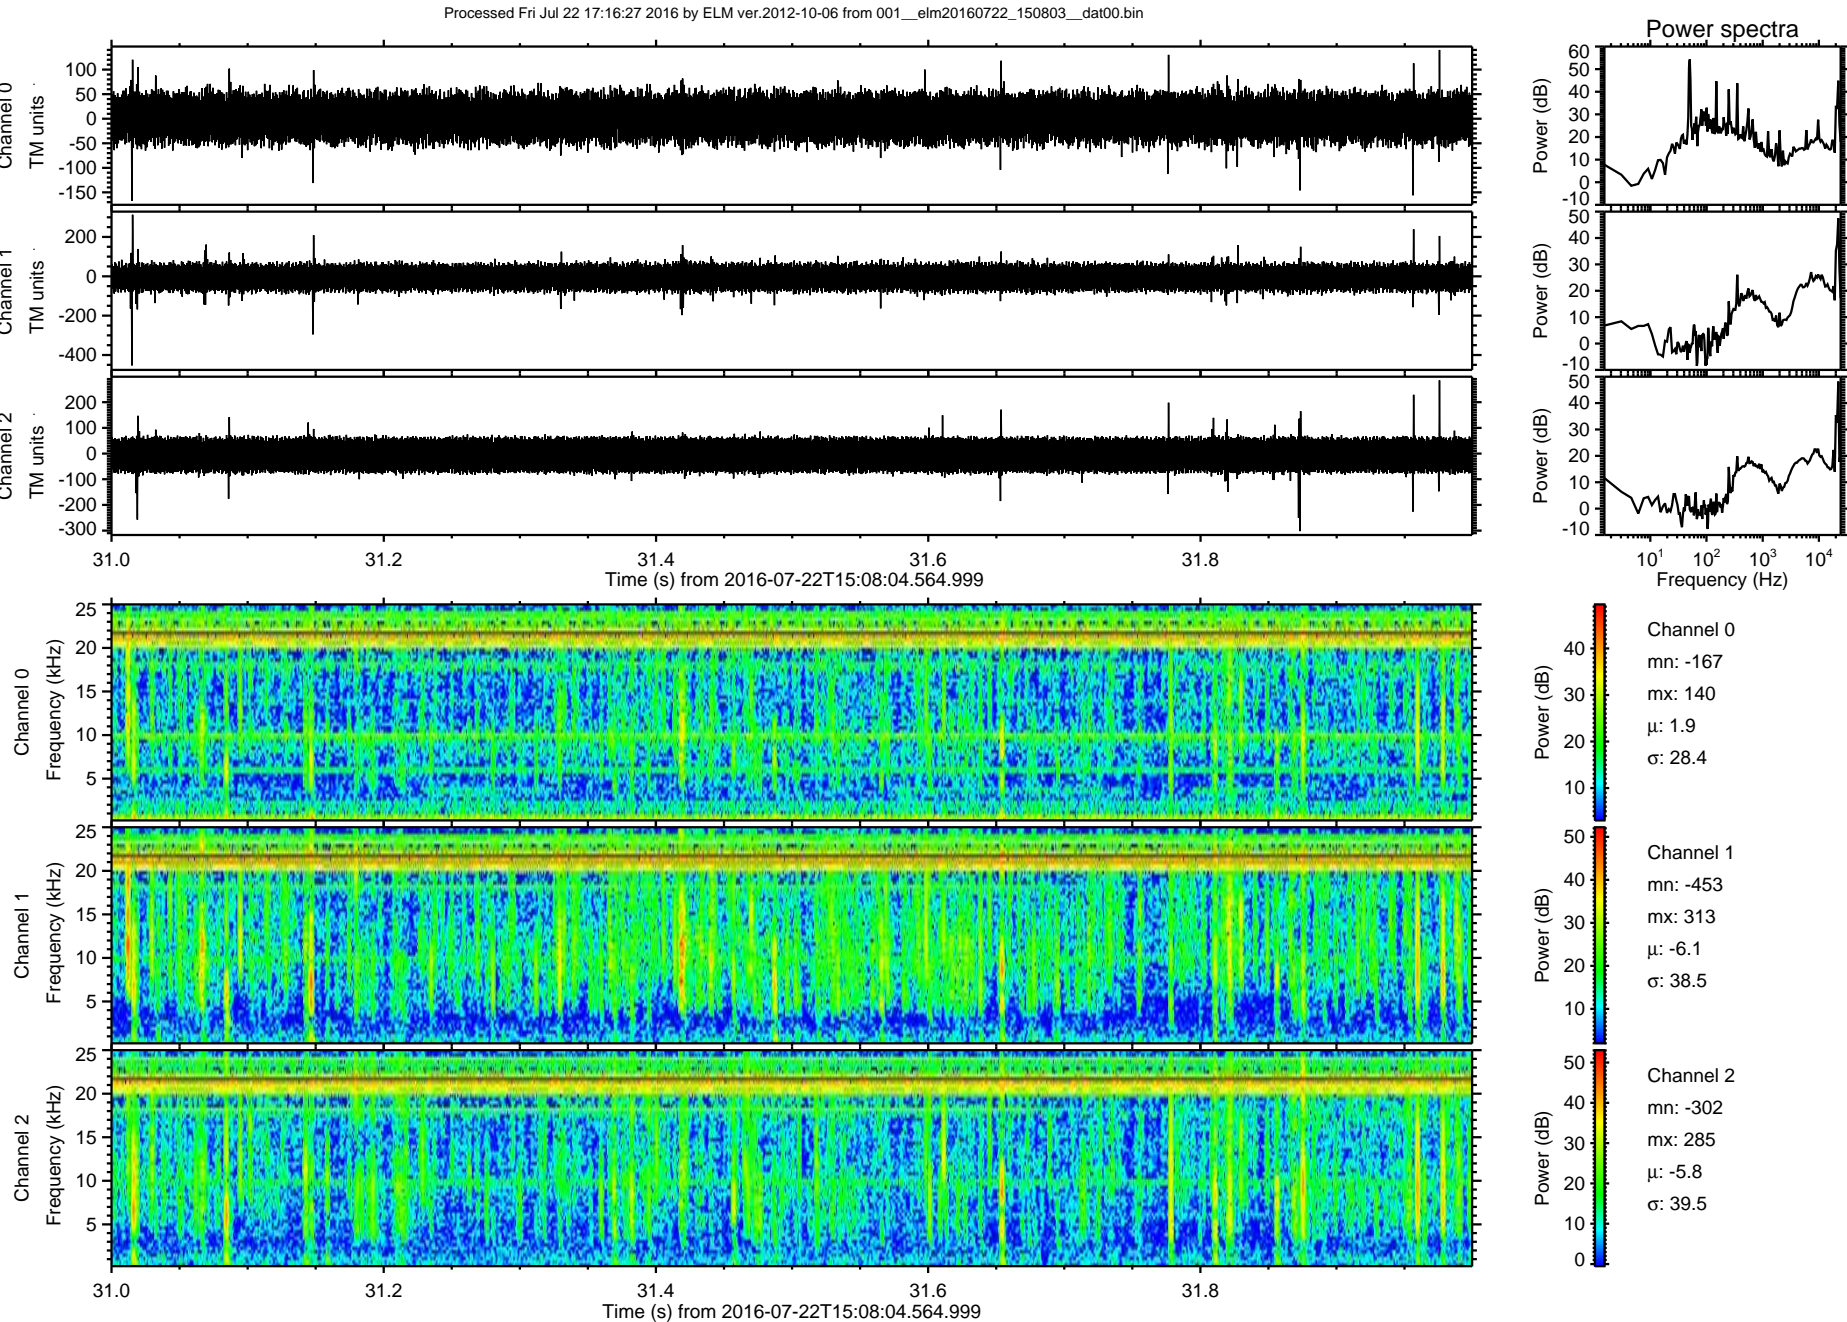 Processed Fri Jul 22 17:16:27 2016 by ELM ver.2012-10-06 from 001__elm20160722_150803__dat00.bin
Power spectra
Channel 0
TM units
100
50
0
-50
-100
-150
Power (dB)
60
50
40
30
20
10
0
-10
Channel 1
TM units
200
0
-200
-400
Power (dB)
50
40
30
20
10
0
-10
Channel 2
TM units
200
100
0
-100
-200
-300
Power (dB)
50
40
30
20
10
0
-10
31.0 31.2 31.4 31.6 31.8
Time (s) from 2016-07-22T15:08:04.564.999
10¹ 10² 10³ 10⁴
Frequency (Hz)
Channel 0
Frequency (kHz)
25
20
15
10
5
Power (dB)
40
30
20
10
Channel 0
mn: -167
mx: 140
μ: 1.9
σ: 28.4
Channel 1
Frequency (kHz)
25
20
15
10
5
Power (dB)
50
40
30
20
10
Channel 1
mn: -453
mx: 313
μ: -6.1
σ: 38.5
Channel 2
Frequency (kHz)
25
20
15
10
5
Power (dB)
50
40
30
20
10
0
Channel 2
mn: -302
mx: 285
μ: -5.8
σ: 39.5
31.0 31.2 31.4 31.6 31.8
Time (s) from 2016-07-22T15:08:04.564.999